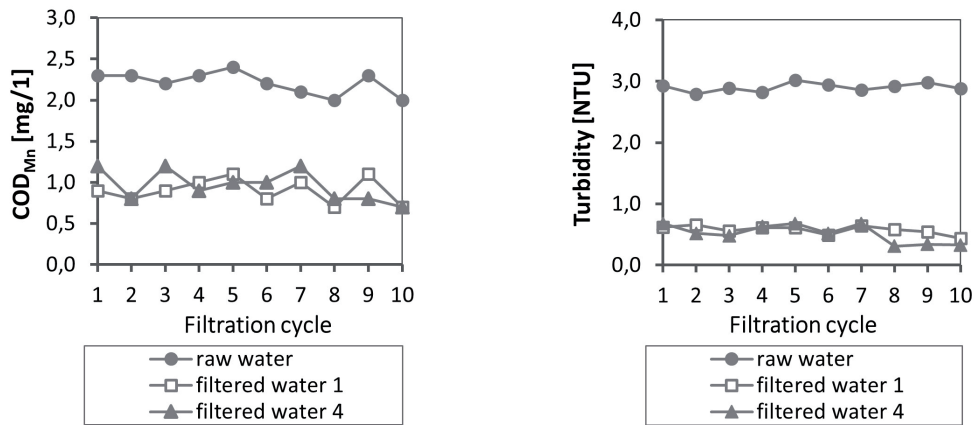 3,0
2,5
2,0
1,5
1,0
0,5
0,0
COD_Mn [mg/1]
1 2 3 4 5 6 7 8 9 10
Filtration cycle
raw water
filtered water 1
filtered water 4
4,0
3,0
2,0
1,0
0,0
Turbidity [NTU]
1 2 3 4 5 6 7 8 9 10
Filtration cycle
raw water
filtered water 1
filtered water 4